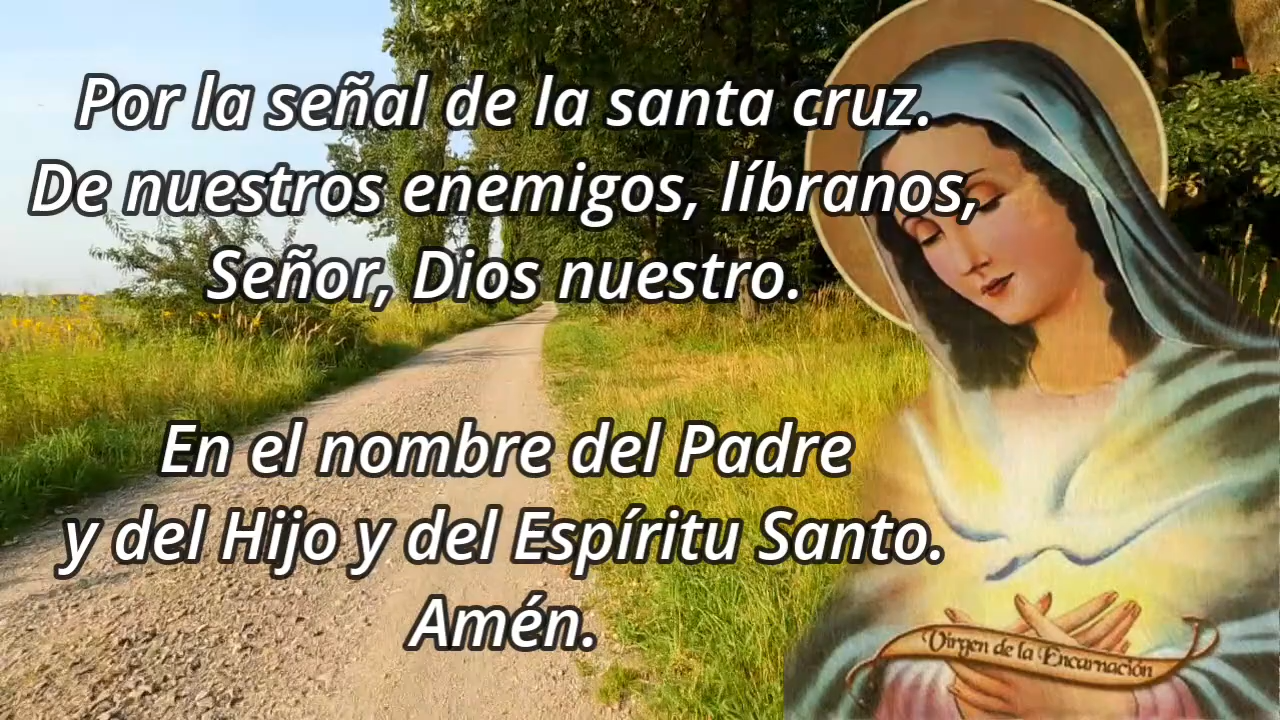 Por la señal de la santa cruz.
De nuestros enemigos, líbranos,
Señor, Dios nuestro.
En el nombre del Padre
y del Hijo y del Espíritu Santo.
Amén.
Virgen de la Encarnación